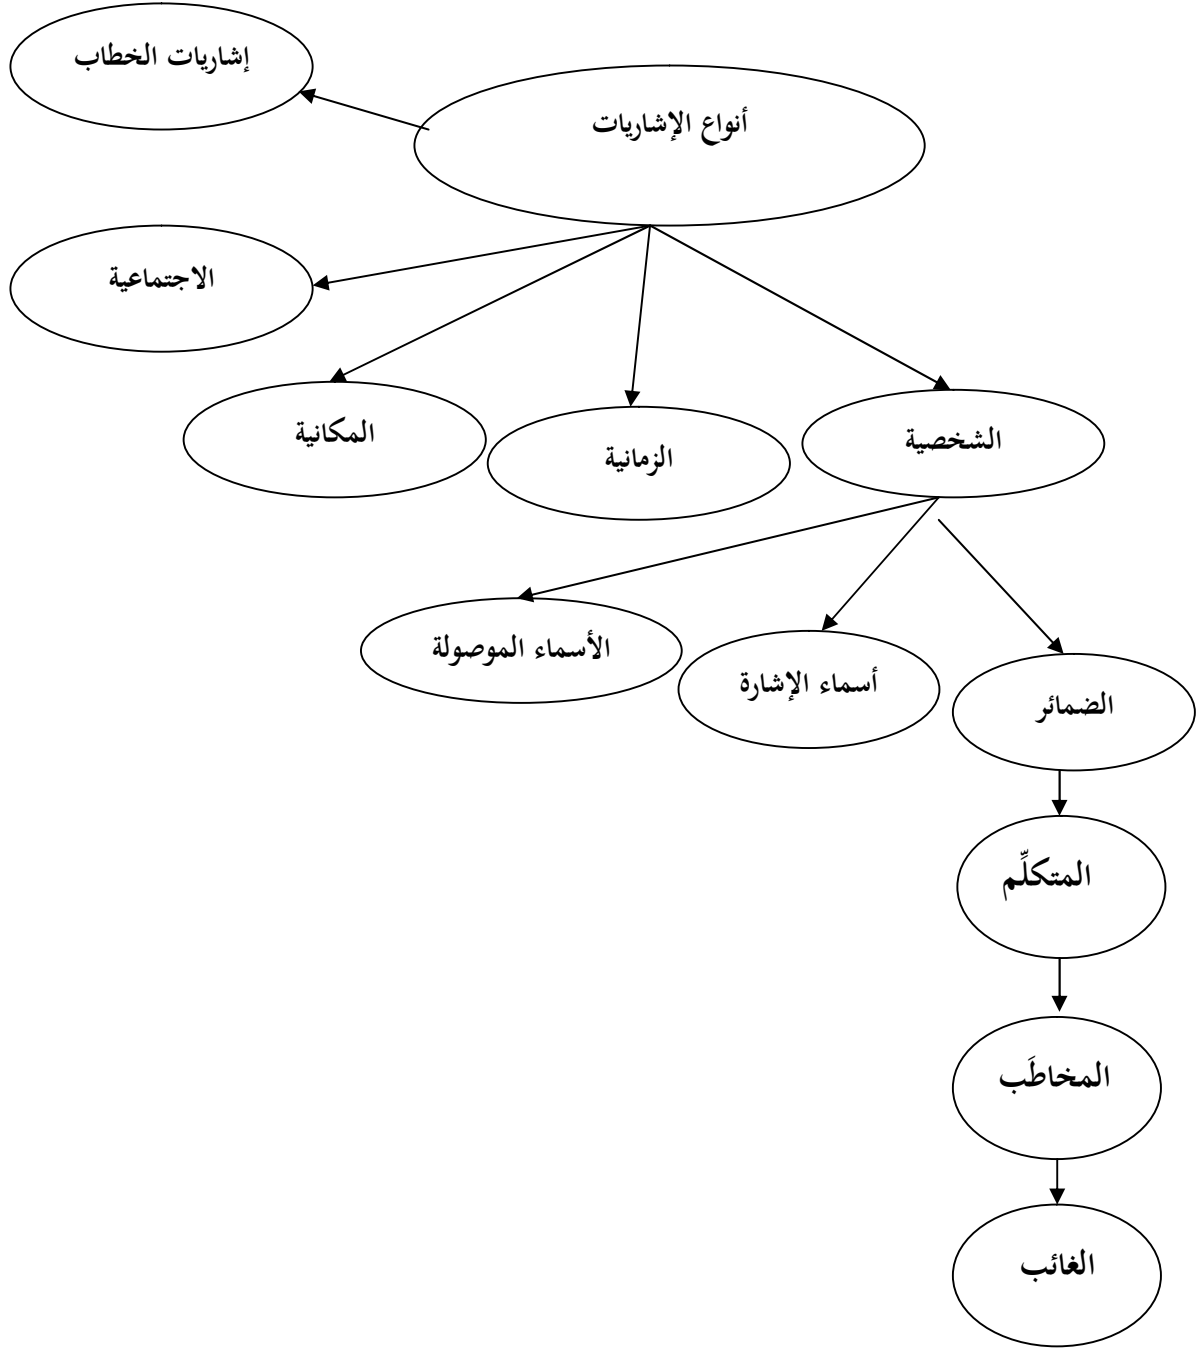 إشاريات الخطاب
أنواع الإشاريات
الاجتماعية
الشخصية
الزمانية
المكانية
الضمائر
أسماء الإشارة
الأسماء الموصولة
المتكلِّم
المخاطَب
الغائب